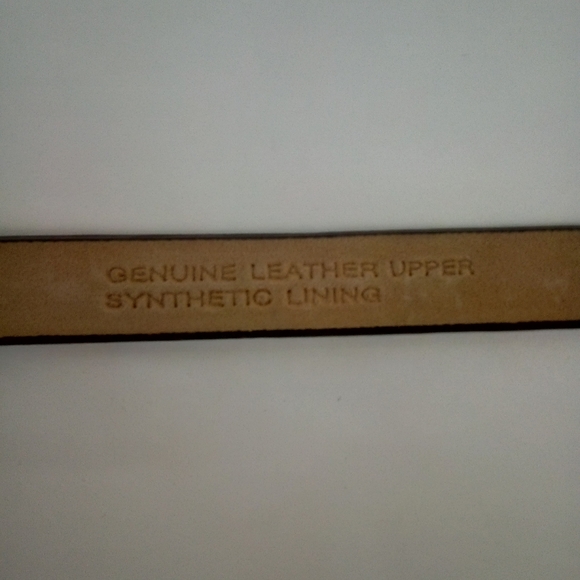 GENUINE LEATHER UPPER
SYNTHETIC LINING